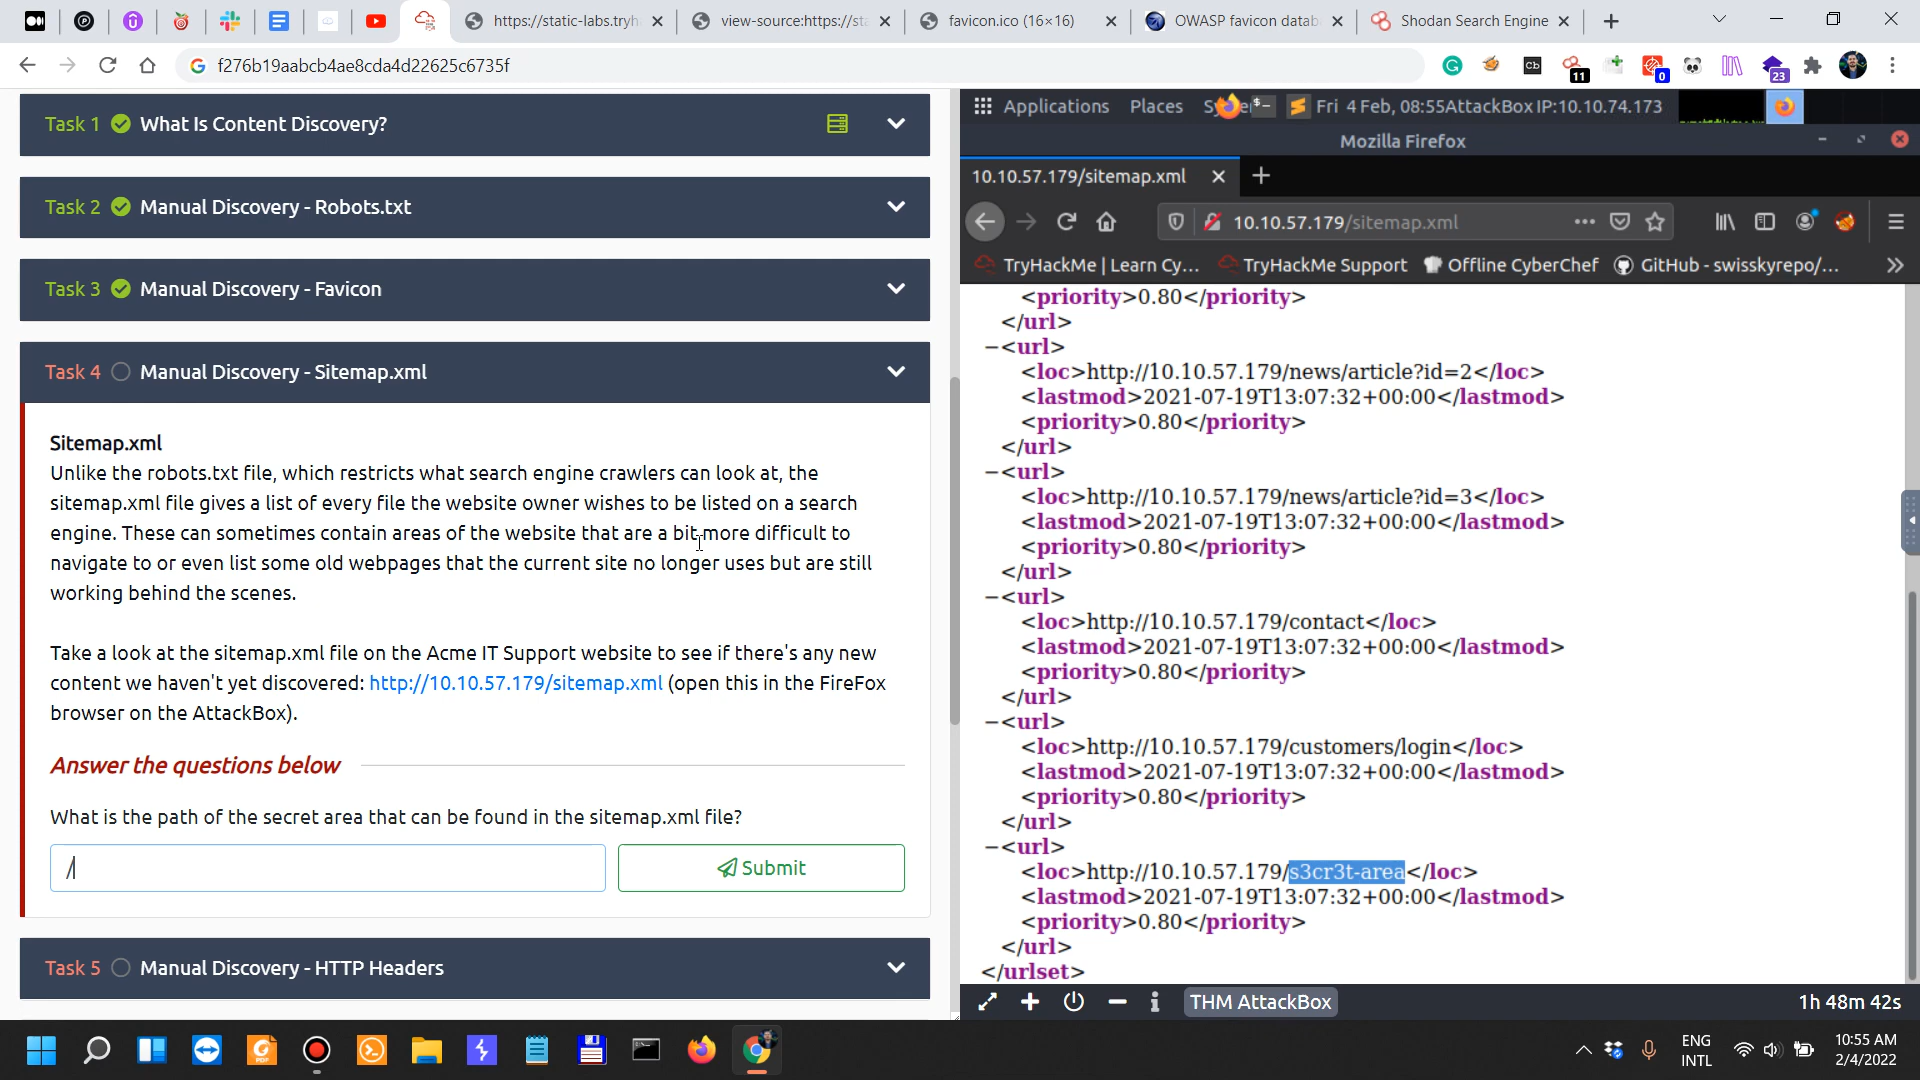 https://static-labs.tryh
view-source:https://sta
favicon.ico (16×16)
OWASP favicon datab
Shodan Search Engine
f276b19aabcb4ae8cda4d22625c6735f
11
0
23
Task 1 What Is Content Discovery?
Task 2 Manual Discovery - Robots.txt
Task 3 Manual Discovery - Favicon
Task 4 Manual Discovery - Sitemap.xml
Sitemap.xml
Unlike the robots.txt file, which restricts what search engine crawlers can look at, the
sitemap.xml file gives a list of every file the website owner wishes to be listed on a search
engine. These can sometimes contain areas of the website that are a bit more difficult to
navigate to or even list some old webpages that the current site no longer uses but are still
working behind the scenes.
Take a look at the sitemap.xml file on the Acme IT Support website to see if there's any new
content we haven't yet discovered: http://10.10.57.179/sitemap.xml (open this in the FireFox
browser on the AttackBox).
Answer the questions below
What is the path of the secret area that can be found in the sitemap.xml file?
/
Submit
Task 5 Manual Discovery - HTTP Headers
Applications Places Fri 4 Feb, 08:55 AttackBox IP:10.10.74.173
Mozilla Firefox
10.10.57.179/sitemap.xml
10.10.57.179/sitemap.xml
TryHackMe | Learn Cy... TryHackMe Support Offline CyberChef GitHub - swisskyrepo/...
<priority>0.80</priority>
</url>
−<url>
<loc>http://10.10.57.179/news/article?id=2</loc>
<lastmod>2021-07-19T13:07:32+00:00</lastmod>
<priority>0.80</priority>
</url>
−<url>
<loc>http://10.10.57.179/news/article?id=3</loc>
<lastmod>2021-07-19T13:07:32+00:00</lastmod>
<priority>0.80</priority>
</url>
−<url>
<loc>http://10.10.57.179/contact</loc>
<lastmod>2021-07-19T13:07:32+00:00</lastmod>
<priority>0.80</priority>
</url>
−<url>
<loc>http://10.10.57.179/customers/login</loc>
<lastmod>2021-07-19T13:07:32+00:00</lastmod>
<priority>0.80</priority>
</url>
−<url>
<loc>http://10.10.57.179/s3cr3t-area</loc>
<lastmod>2021-07-19T13:07:32+00:00</lastmod>
<priority>0.80</priority>
</url>
</urlset>
THM AttackBox
1h 48m 42s
ENG
INTL
10:55 AM
2/4/2022